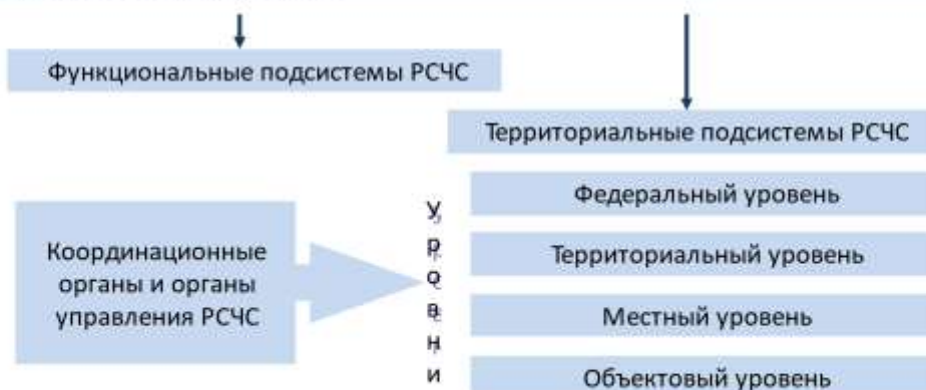 Функциональные подсистемы РСЧС
Территориальные подсистемы РСЧС
Федеральный уровень
Координационные
органы и органы
управления РСЧС
У
р
о
в
н
и
Территориальный уровень
Местный уровень
Объектовый уровень